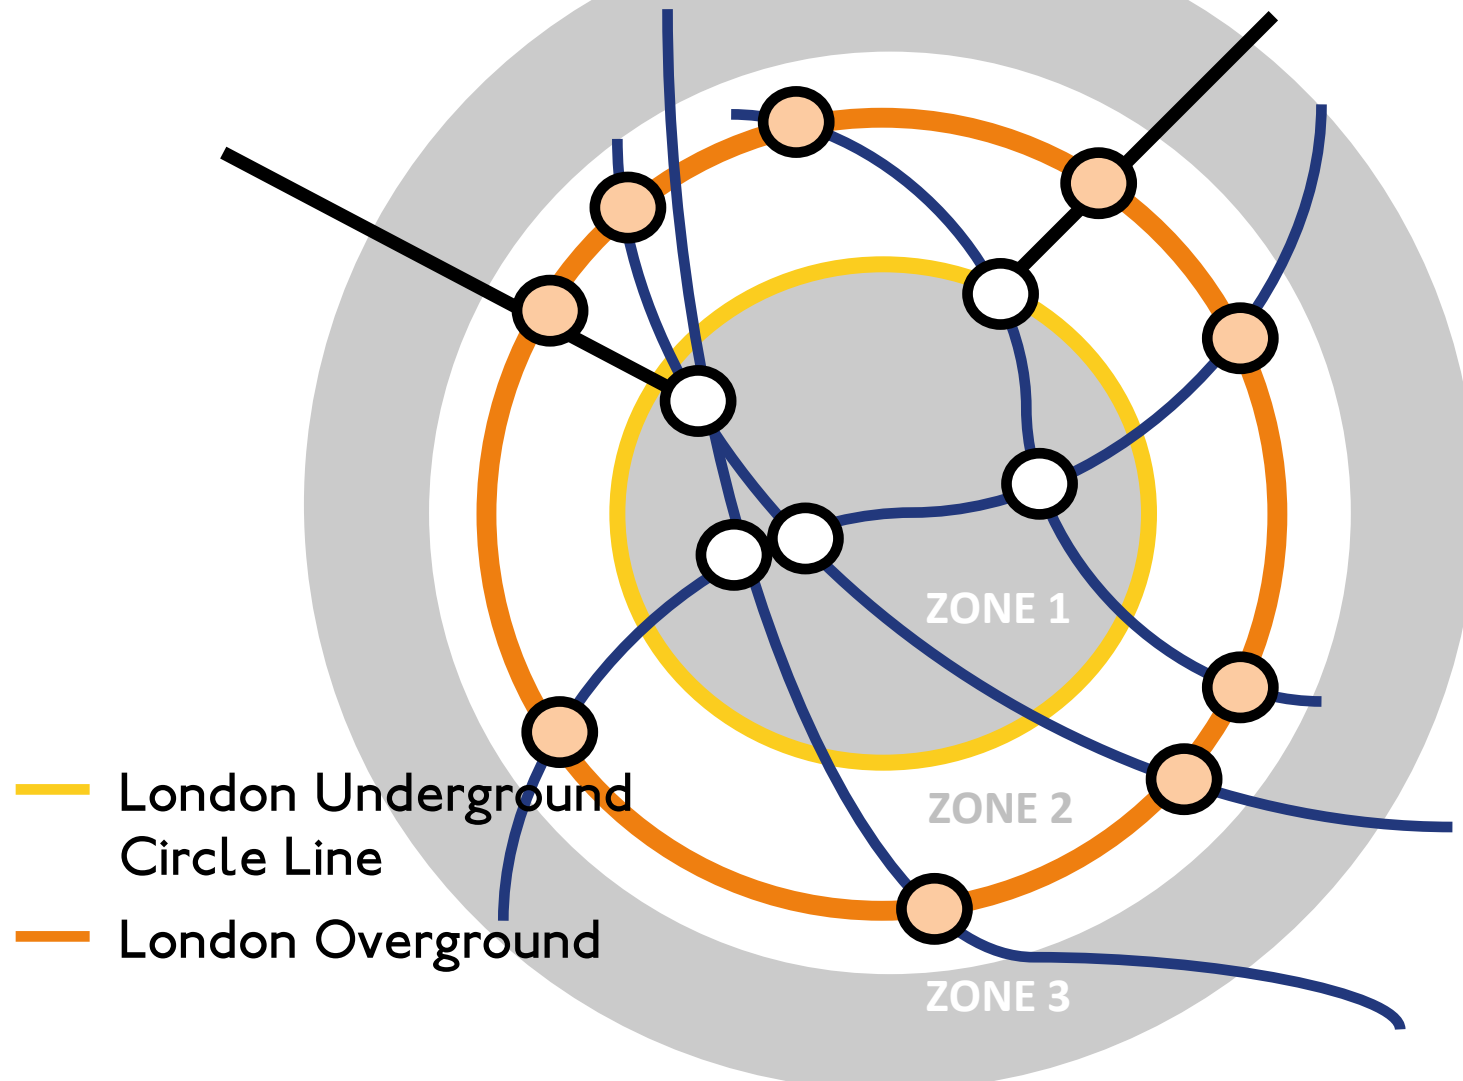 ZONE 1
ZONE 2
ZONE 3
London Underground
Circle Line
London Overground